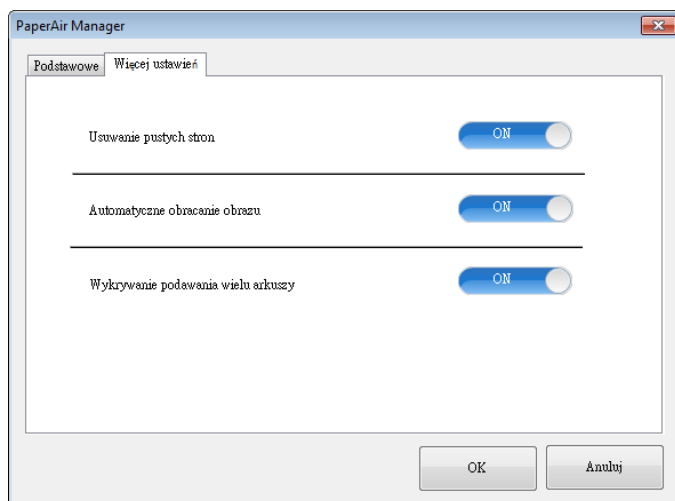 PaperAir Manager
Podstawowe Więcej ustawień
Usuwanie pustych stron ON
Automatyczne obracanie obrazu ON
Wykrywanie podawania wielu arkuszy ON
OK Anuluj